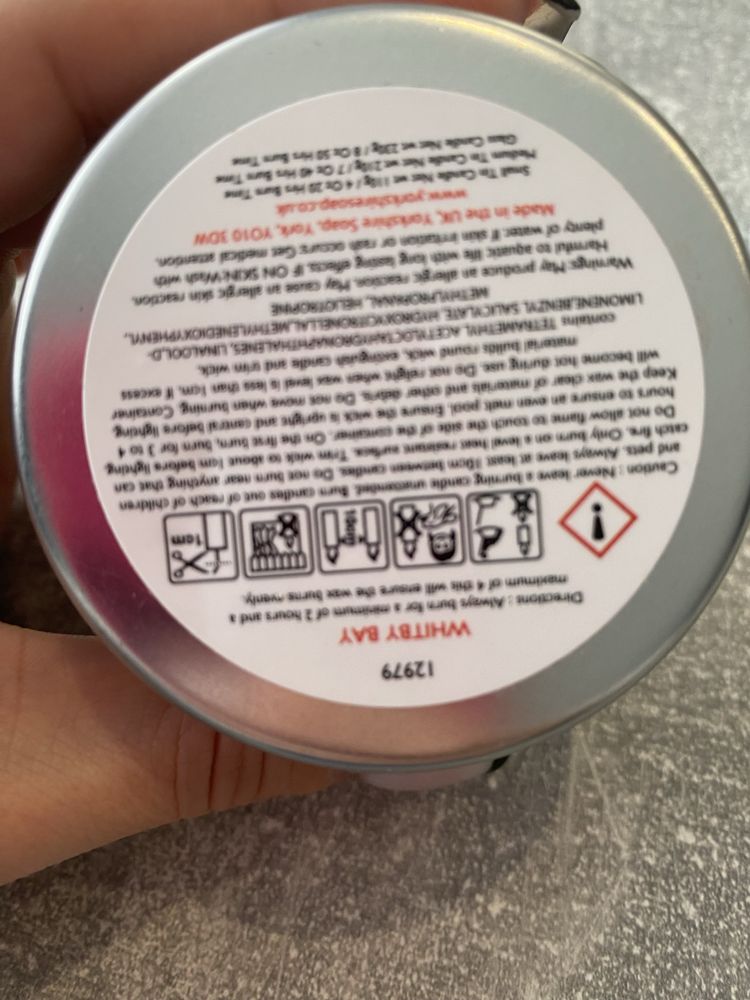 12979
WHITBY BAY
Directions : Always burn for a minimum of 2 hours and a
maximum of 4 this will ensure the wax burns evenly.
1cm
10cm
Caution : Never leave a burning candle unattended. Burn candles out of reach of children
and pets. Always leave at least 10cm between candles. Do not burn near anything that can
catch fire. Only burn on a level heat resistant surface. Trim wick to about 1cm before lighting
Do not allow flame to touch the side of the container. On the first burn, burn for 3 to 4
hours to ensure an even melt pool. Ensure the wick is upright and central before lighting
Keep the wax clear of materials and other debris. Do not move when burning. Container
will become hot during use. Do not relight when wax level is less than 1cm. If excess
material builds round wick, extinguish candle and trim wick.
contains TETRAMETHYL ACETYLOCTAHYDRONAPHTHALENES, LINALOOL,D-
LIMONENE,BENZYL SALICYLATE, HYDROXYCITRONELLAL,METHYLENEDIOXYPHENYL
METHYLPROPANAL, HELIOTROPINE
Warnings: May produce an allergic reaction. May cause an allergic skin reaction.
Harmful to aquatic life with long lasting effects. IF ON SKIN:Wash with
plenty of water. If skin irritation or rash occurs: Get medical attention.
Made in the UK, Yorkshire Soap, York, YO10 3DW
www.yorkshiresoap.co.uk
Small Tin Candle Net wt 110g / 4 Oz 20 Hrs Burn Time
Medium Tin Candle Net wt 210g / 7 Oz 40 Hrs Burn Time
Glass Candle Net wt 230g / 8 Oz 50 Hrs Burn Time